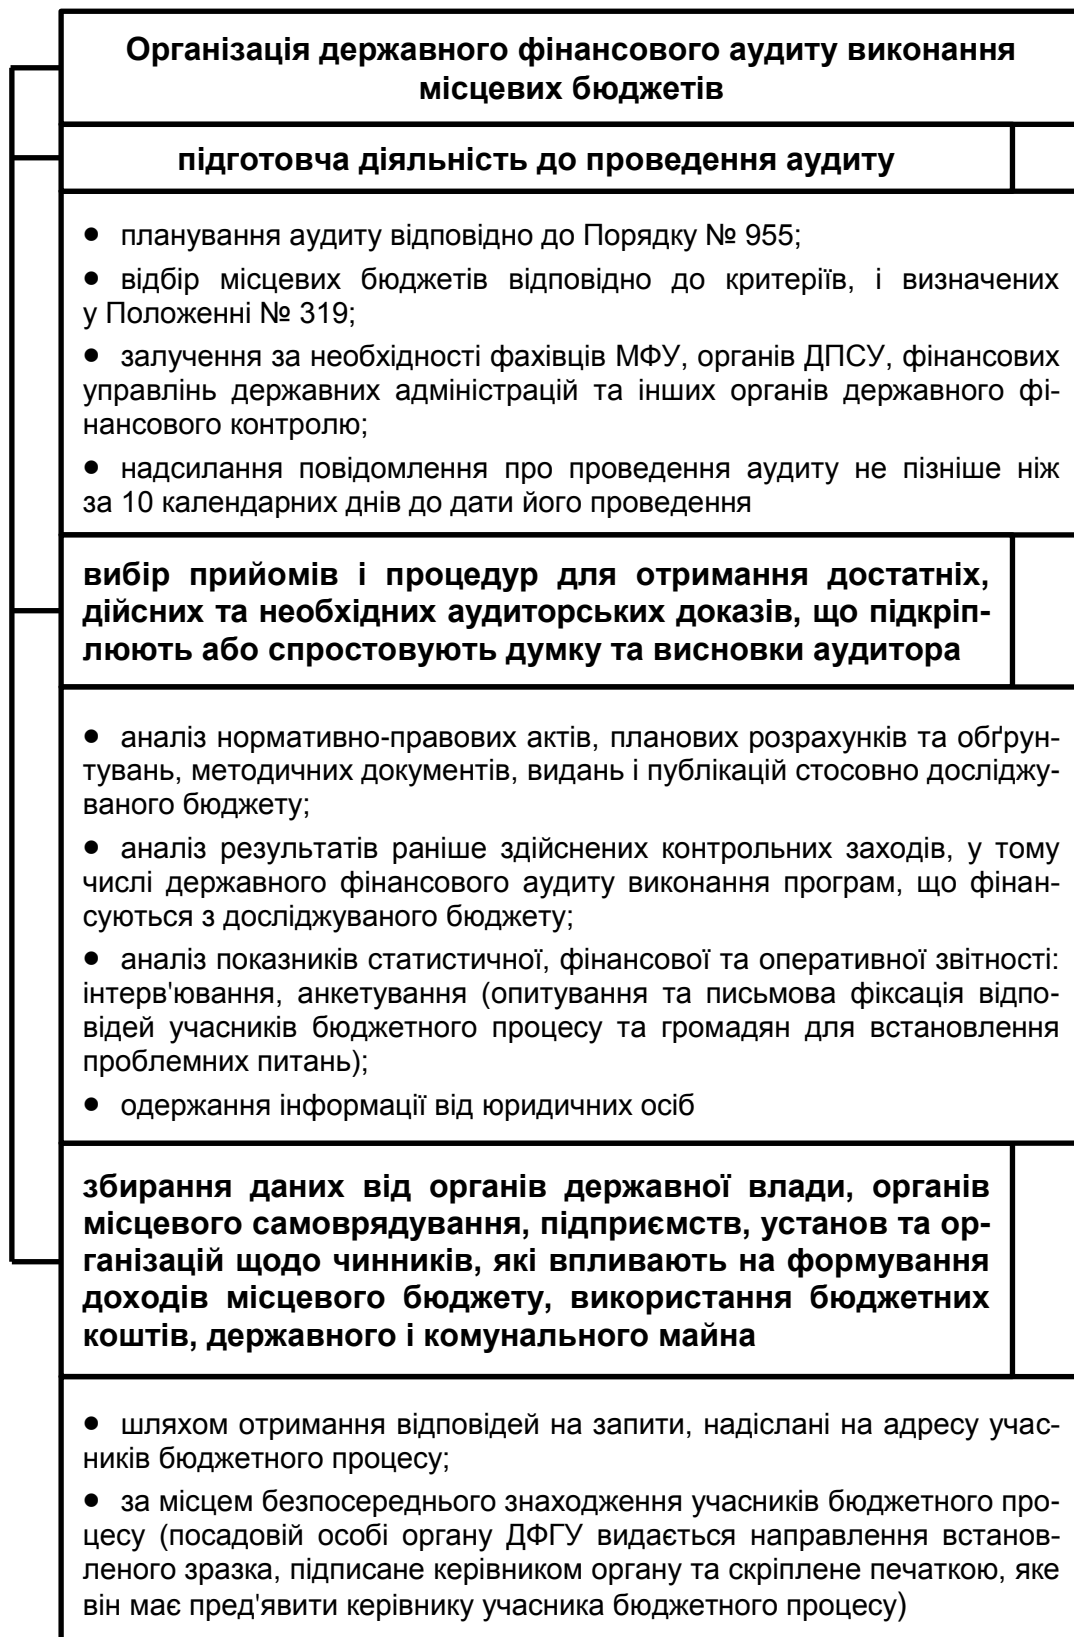 Організація державного фінансового аудиту виконання
місцевих бюджетів
підготовча діяльність до проведення аудиту
● планування аудиту відповідно до Порядку № 955;
● відбір місцевих бюджетів відповідно до критеріїв, і визначених
у Положенні № 319;
● залучення за необхідності фахівців МФУ, органів ДПСУ, фінансових
управлінь державних адміністрацій та інших органів державного фі-
нансового контролю;
● надсилання повідомлення про проведення аудиту не пізніше ніж
за 10 календарних днів до дати його проведення
вибір прийомів і процедур для отримання достатніх,
дійсних та необхідних аудиторських доказів, що підкріп-
люють або спростовують думку та висновки аудитора
● аналіз нормативно-правових актів, планових розрахунків та обґрун-
тувань, методичних документів, видань і публікацій стосовно досліджу-
ваного бюджету;
● аналіз результатів раніше здійснених контрольних заходів, у тому
числі державного фінансового аудиту виконання програм, що фінан-
суються з досліджуваного бюджету;
● аналіз показників статистичної, фінансової та оперативної звітності:
інтерв'ювання, анкетування (опитування та письмова фіксація відпо-
відей учасників бюджетного процесу та громадян для встановлення
проблемних питань);
● одержання інформації від юридичних осіб
збирання даних від органів державної влади, органів
місцевого самоврядування, підприємств, установ та ор-
ганізацій щодо чинників, які впливають на формування
доходів місцевого бюджету, використання бюджетних
коштів, державного і комунального майна
● шляхом отримання відповідей на запити, надіслані на адресу учас-
ників бюджетного процесу;
● за місцем безпосереднього знаходження учасників бюджетного про-
цесу (посадовій особі органу ДФГУ видається направлення встанов-
леного зразка, підписане керівником органу та скріплене печаткою, яке
він має пред'явити керівнику учасника бюджетного процесу)